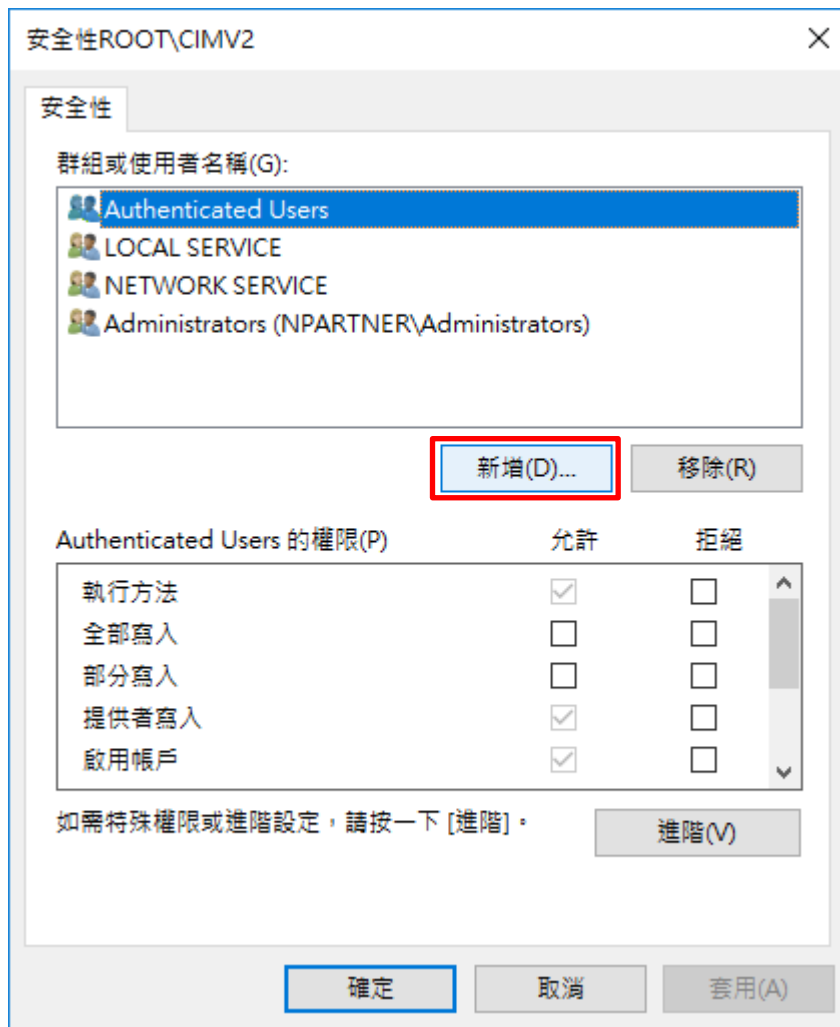 安全性ROOT\CIMV2
安全性
群組或使用者名稱(G):
Authenticated Users
LOCAL SERVICE
NETWORK SERVICE
Administrators (NPARTNER\Administrators)
新增(D)... 移除(R)
Authenticated Users 的權限(P) 允許 拒絕
執行方法
全部寫入
部分寫入
提供者寫入
啟用帳戶
如需特殊權限或進階設定，請按一下 [進階]。 進階(V)
確定 取消 套用(A)